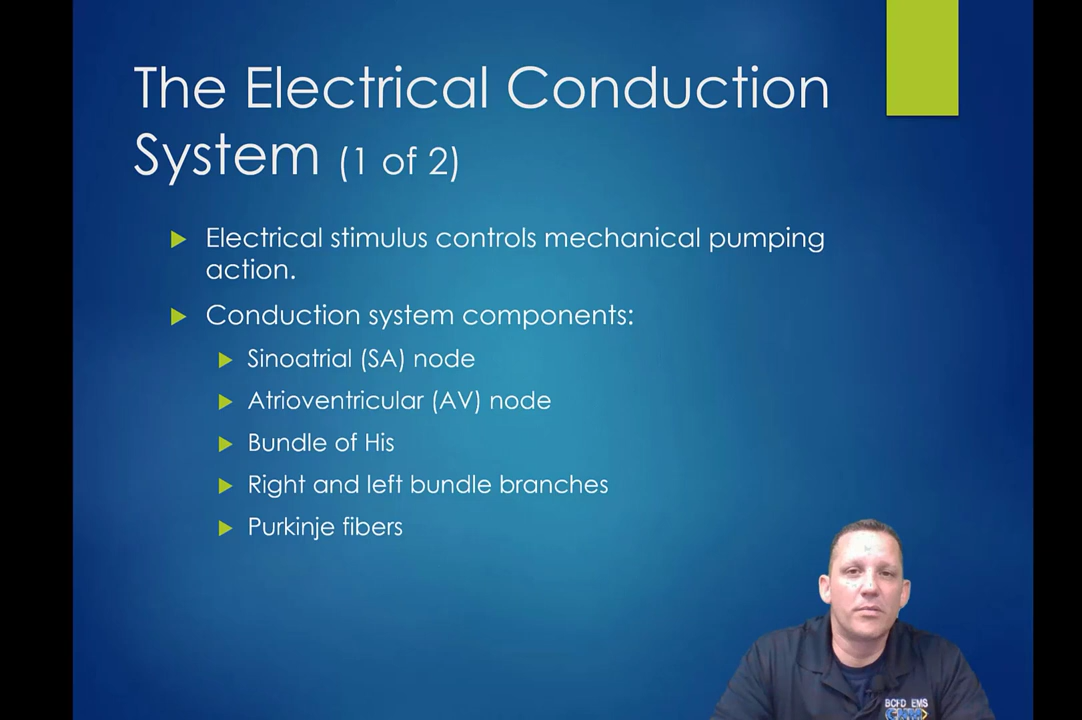 The Electrical Conduction
System (1 of 2)
Electrical stimulus controls mechanical pumping
action.
Conduction system components:
Sinoatrial (SA) node
Atrioventricular (AV) node
Bundle of His
Right and left bundle branches
Purkinje fibers
BCFD EMS